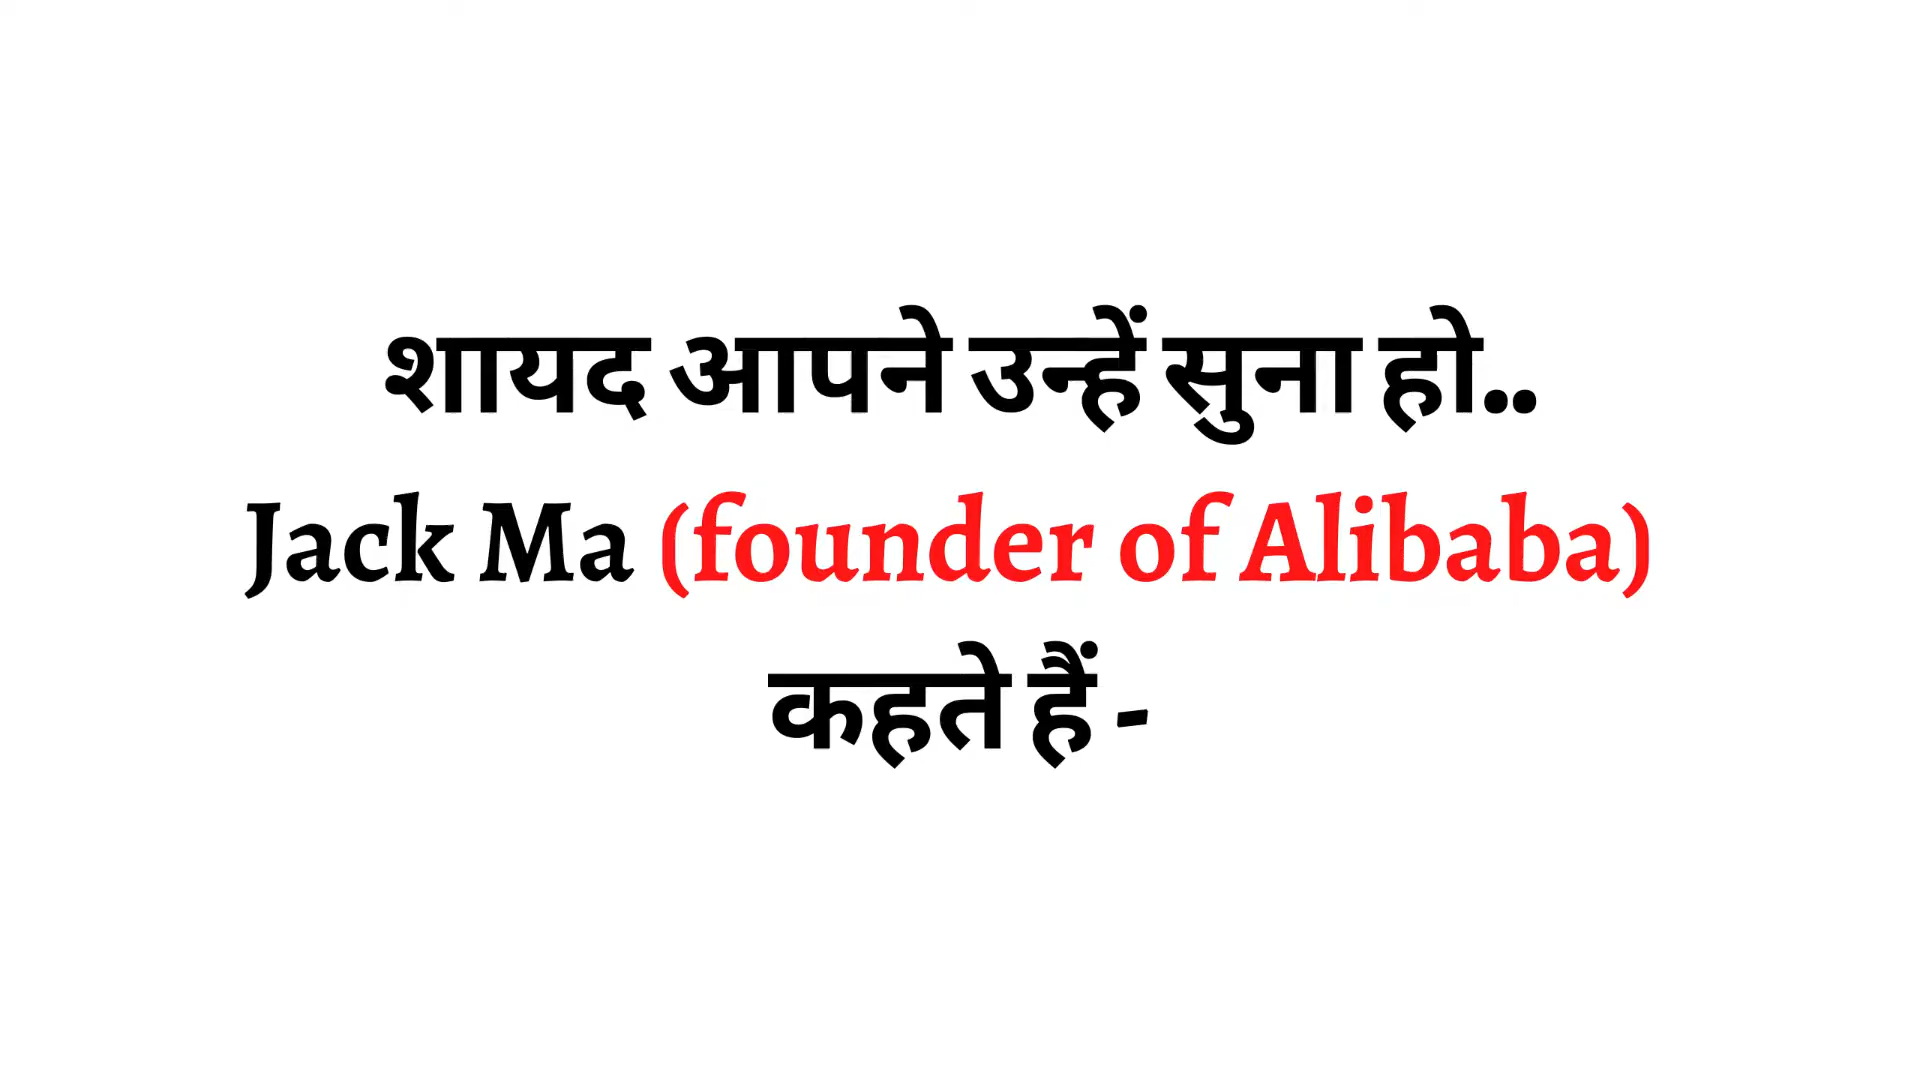 शायद आपने उन्हें सुना हो..
Jack Ma (founder of Alibaba)
कहते हैं -